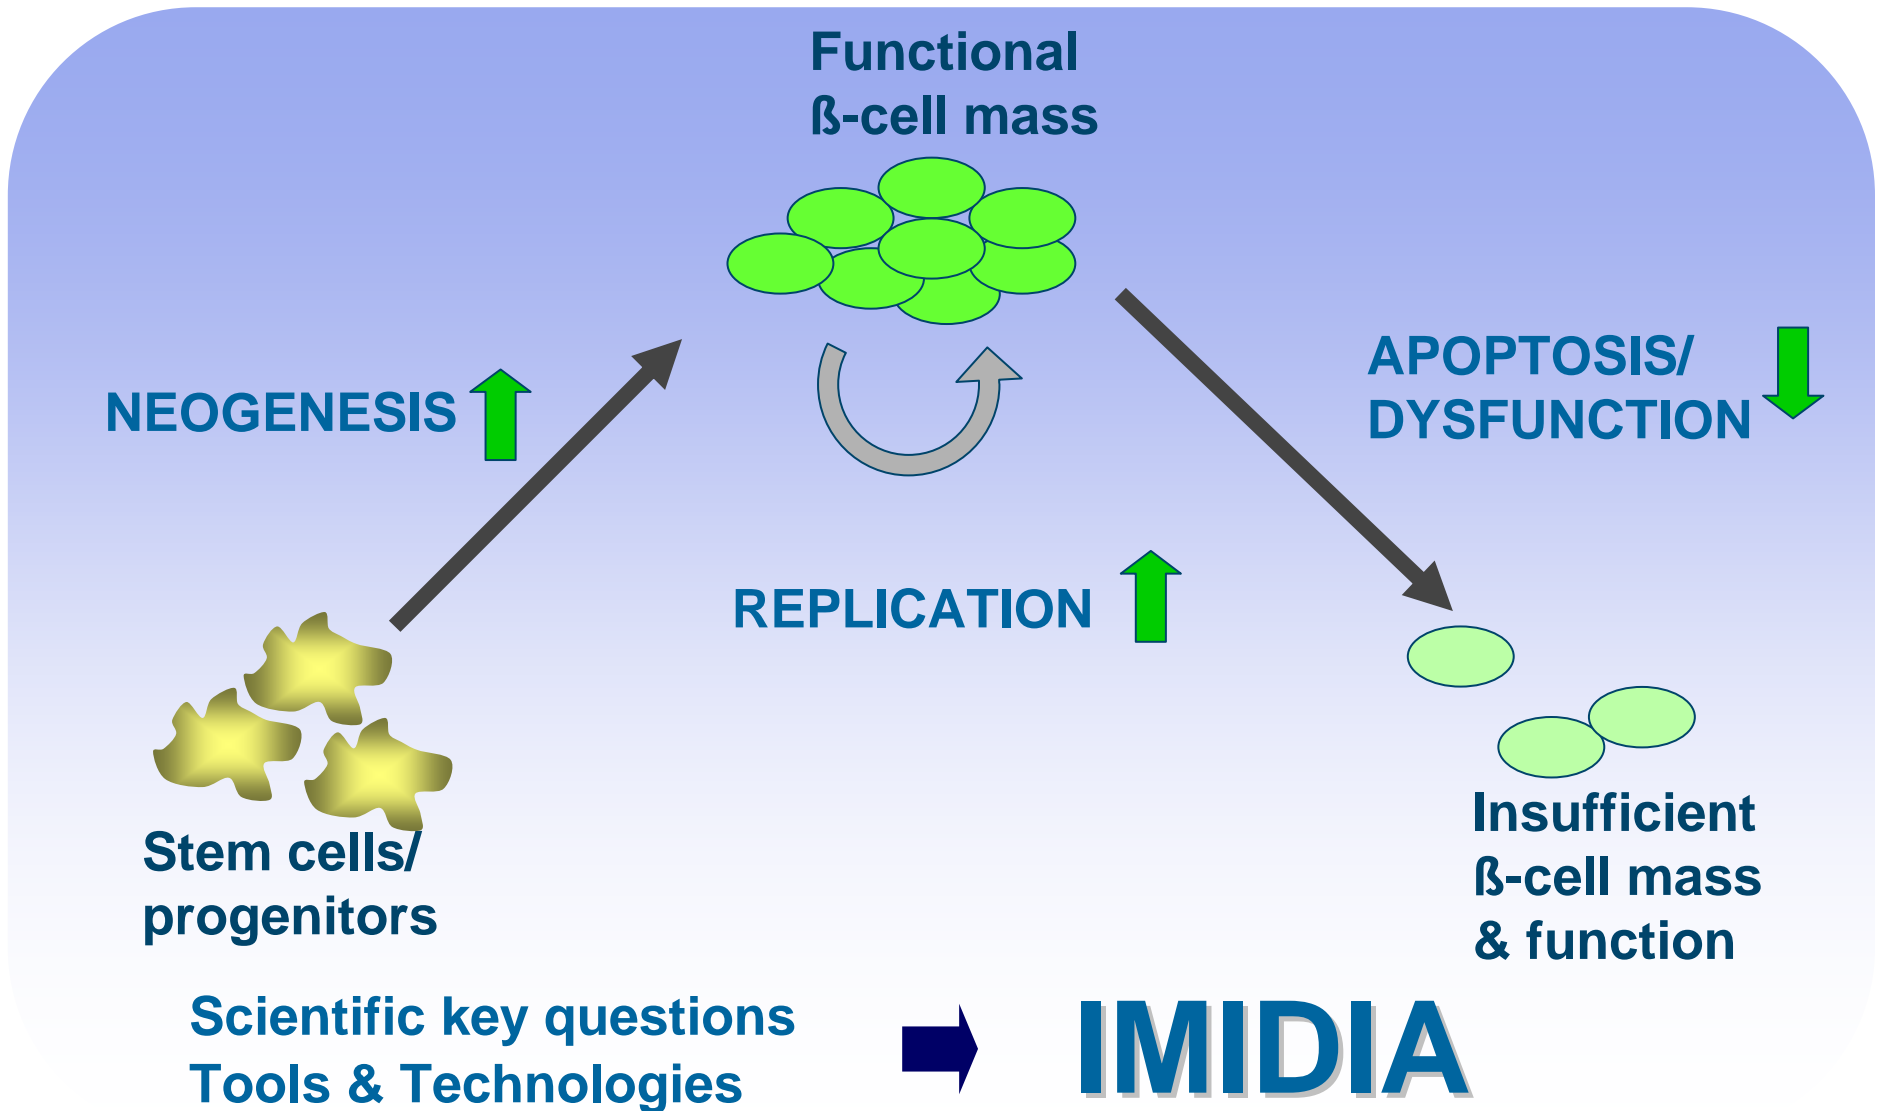 Functional
ß-cell mass
NEOGENESIS
APOPTOSIS/
DYSFUNCTION
REPLICATION
Stem cells/
progenitors
Insufficient
ß-cell mass
& function
Scientific key questions
Tools & Technologies
IMIDIA